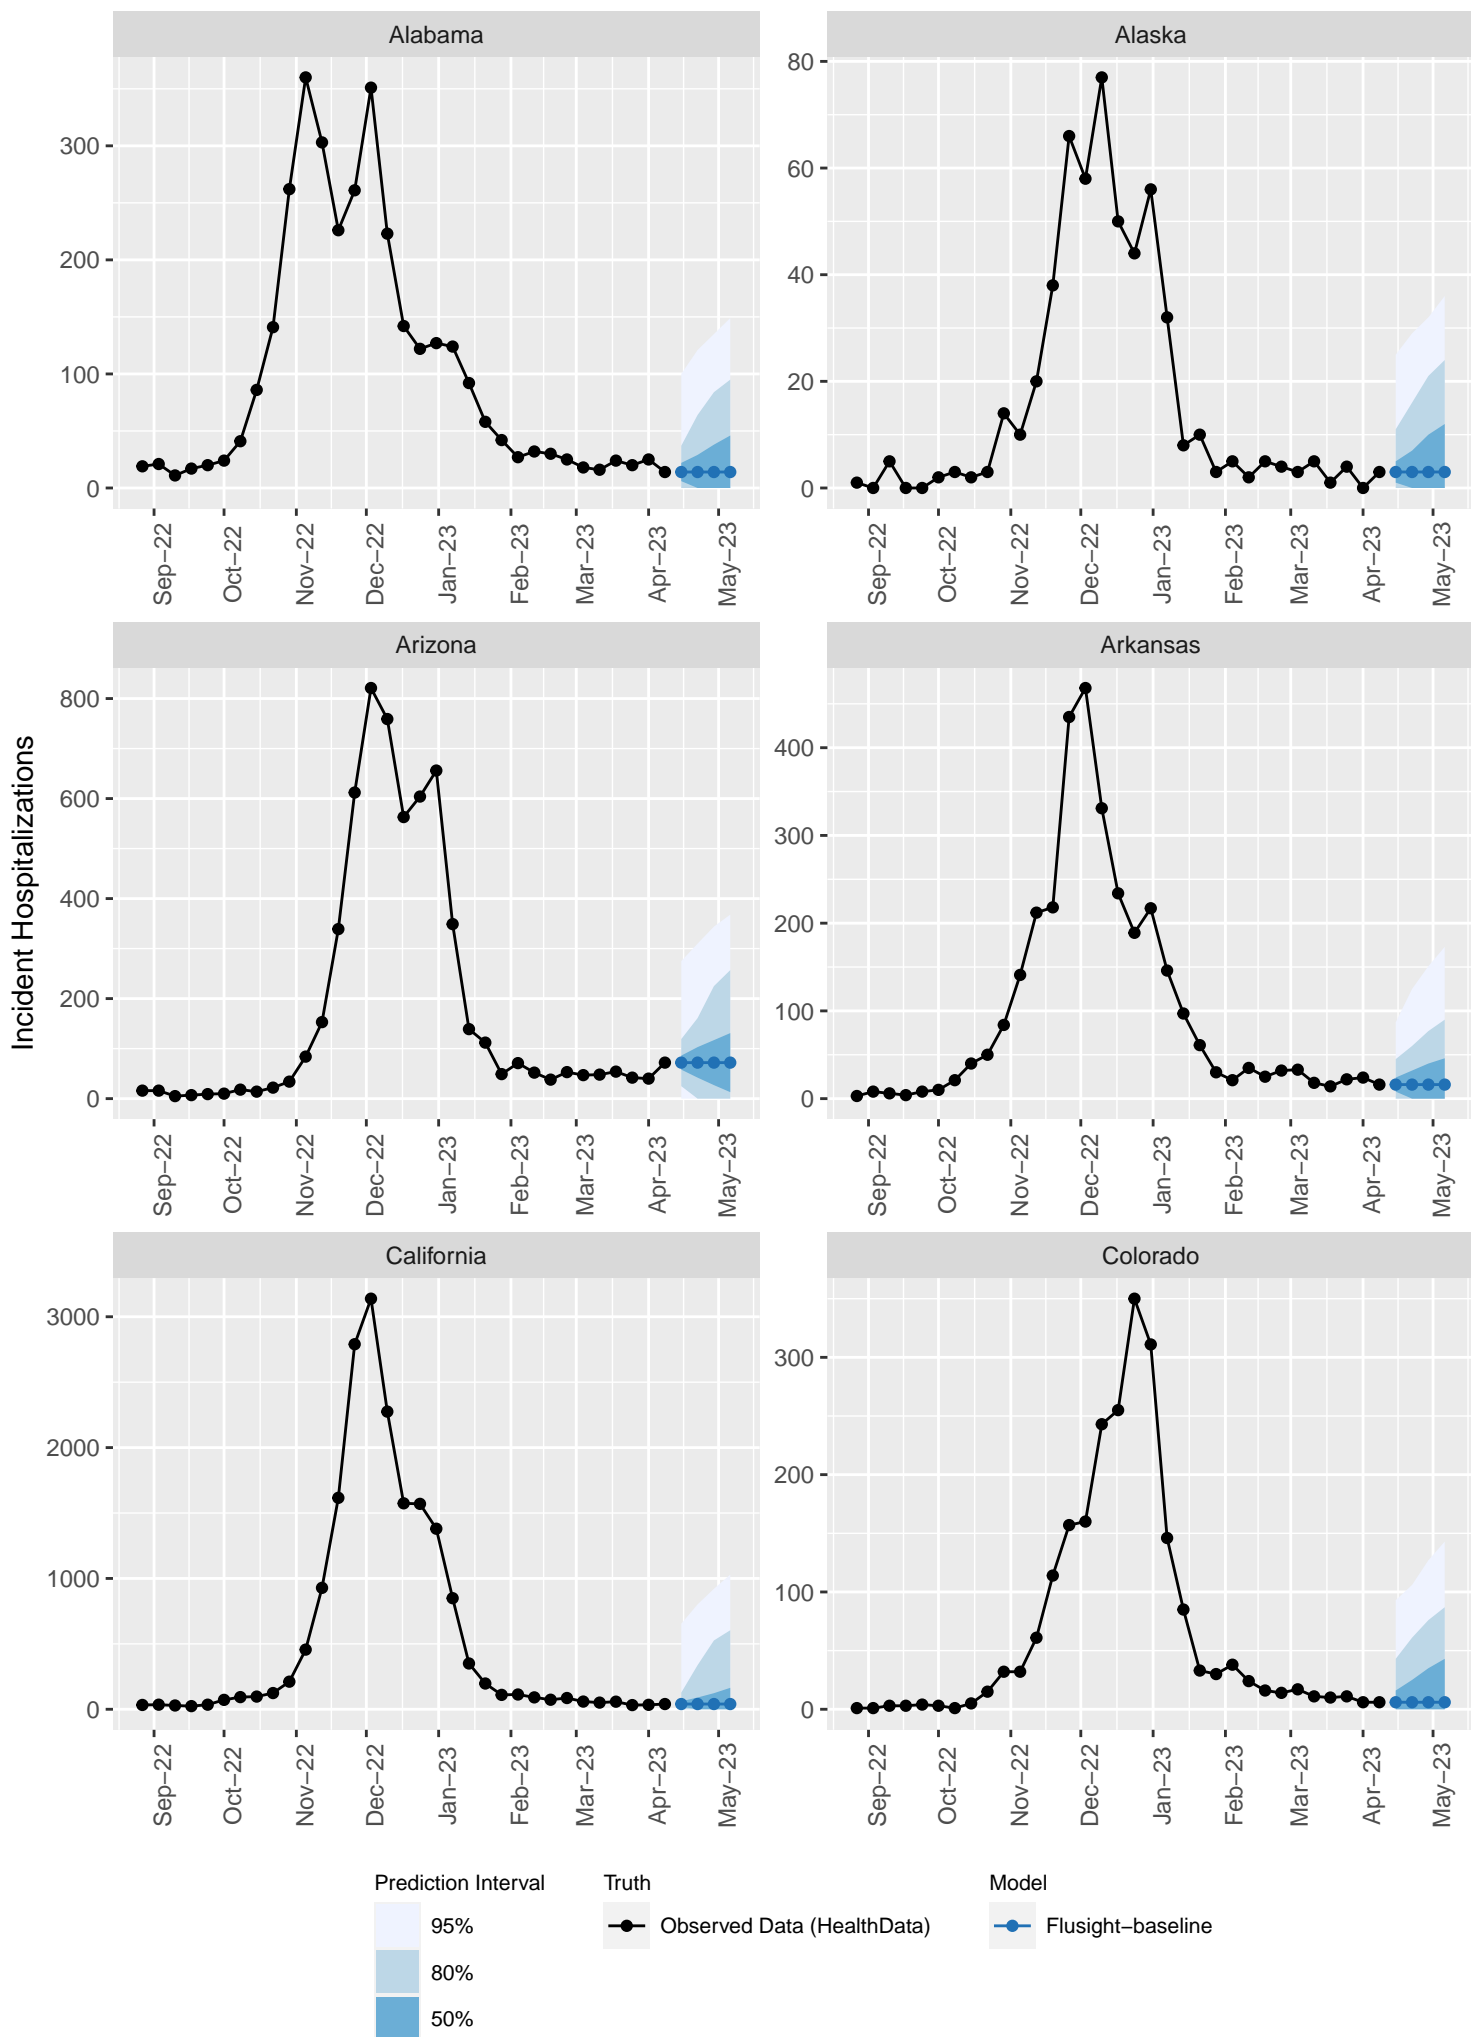 Alabama
Alaska
300
200
100
0
80
60
40
20
0
Sep−22
Oct−22
Nov−22
Dec−22
Jan−23
Feb−23
Mar−23
Apr−23
May−23
Sep−22
Oct−22
Nov−22
Dec−22
Jan−23
Feb−23
Mar−23
Apr−23
May−23
Incident Hospitalizations
Arizona
Arkansas
800
600
400
200
0
400
300
200
100
0
Sep−22
Oct−22
Nov−22
Dec−22
Jan−23
Feb−23
Mar−23
Apr−23
May−23
Sep−22
Oct−22
Nov−22
Dec−22
Jan−23
Feb−23
Mar−23
Apr−23
May−23
California
Colorado
3000
2000
1000
0
300
200
100
0
Sep−22
Oct−22
Nov−22
Dec−22
Jan−23
Feb−23
Mar−23
Apr−23
May−23
Sep−22
Oct−22
Nov−22
Dec−22
Jan−23
Feb−23
Mar−23
Apr−23
May−23
Prediction Interval
95%
80%
50%
Truth
Observed Data (HealthData)
Model
Flusight−baseline